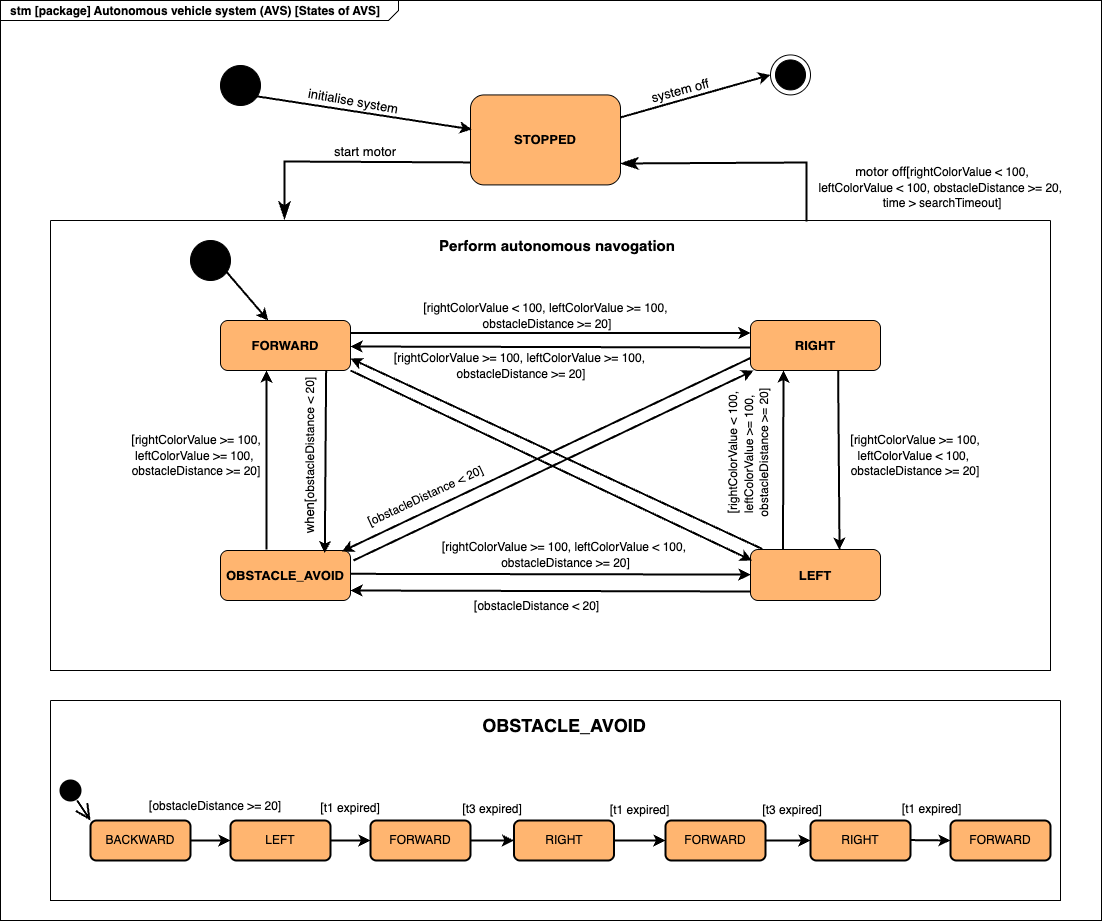 stm [package] Autonomous vehicle system (AVS) [States of AVS]
initialise system
system off
STOPPED
start motor
motor off[rightColorValue < 100,
leftColorValue < 100, obstacleDistance >= 20,
time > searchTimeout]
Perform autonomous navogation
[rightColorValue < 100, leftColorValue >= 100,
obstacleDistance >= 20]
FORWARD
RIGHT
[rightColorValue >= 100, leftColorValue >= 100,
obstacleDistance >= 20]
[rightColorValue >= 100,
leftColorValue >= 100,
obstacleDistance >= 20]
when[obstacleDistance < 20]
[obstacleDistance < 20]
[rightColorValue < 100,
leftColorValue >= 100,
obstacleDistance >= 20]
[rightColorValue >= 100,
leftColorValue < 100,
obstacleDistance >= 20]
[rightColorValue >= 100, leftColorValue < 100,
obstacleDistance >= 20]
OBSTACLE_AVOID
LEFT
[obstacleDistance < 20]
OBSTACLE_AVOID
[obstacleDistance >= 20]
[t1 expired]
[t3 expired]
[t1 expired]
[t3 expired]
[t1 expired]
BACKWARD
LEFT
FORWARD
RIGHT
FORWARD
RIGHT
FORWARD